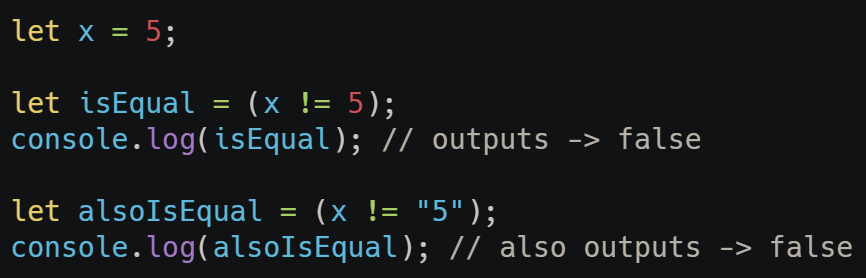 let x = 5;
let isEqual = (x != 5);
console.log(isEqual); // outputs -> false
let alsoIsEqual = (x != "5");
console.log(alsoIsEqual); // also outputs -> false